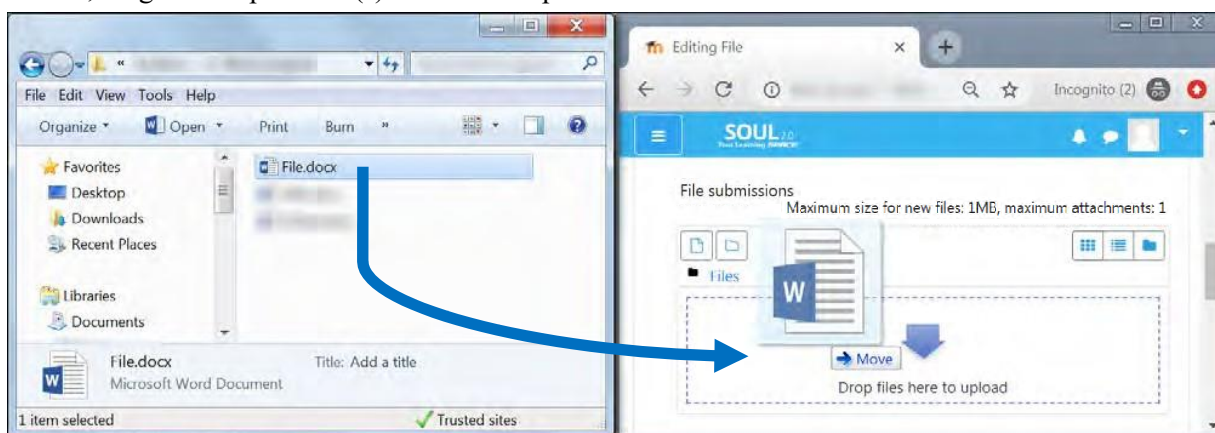 File Edit View Tools Help
Organize Open Print Burn »
Favorites
Desktop
Downloads
Recent Places
Libraries
Documents
File.docx
File.docx Title: Add a title
Microsoft Word Document
1 item selected Trusted sites
Editing File
Incognito (2)
SOUL 2.0
File submissions
Maximum size for new files: 1MB, maximum attachments: 1
Files
W
Move
Drop files here to upload